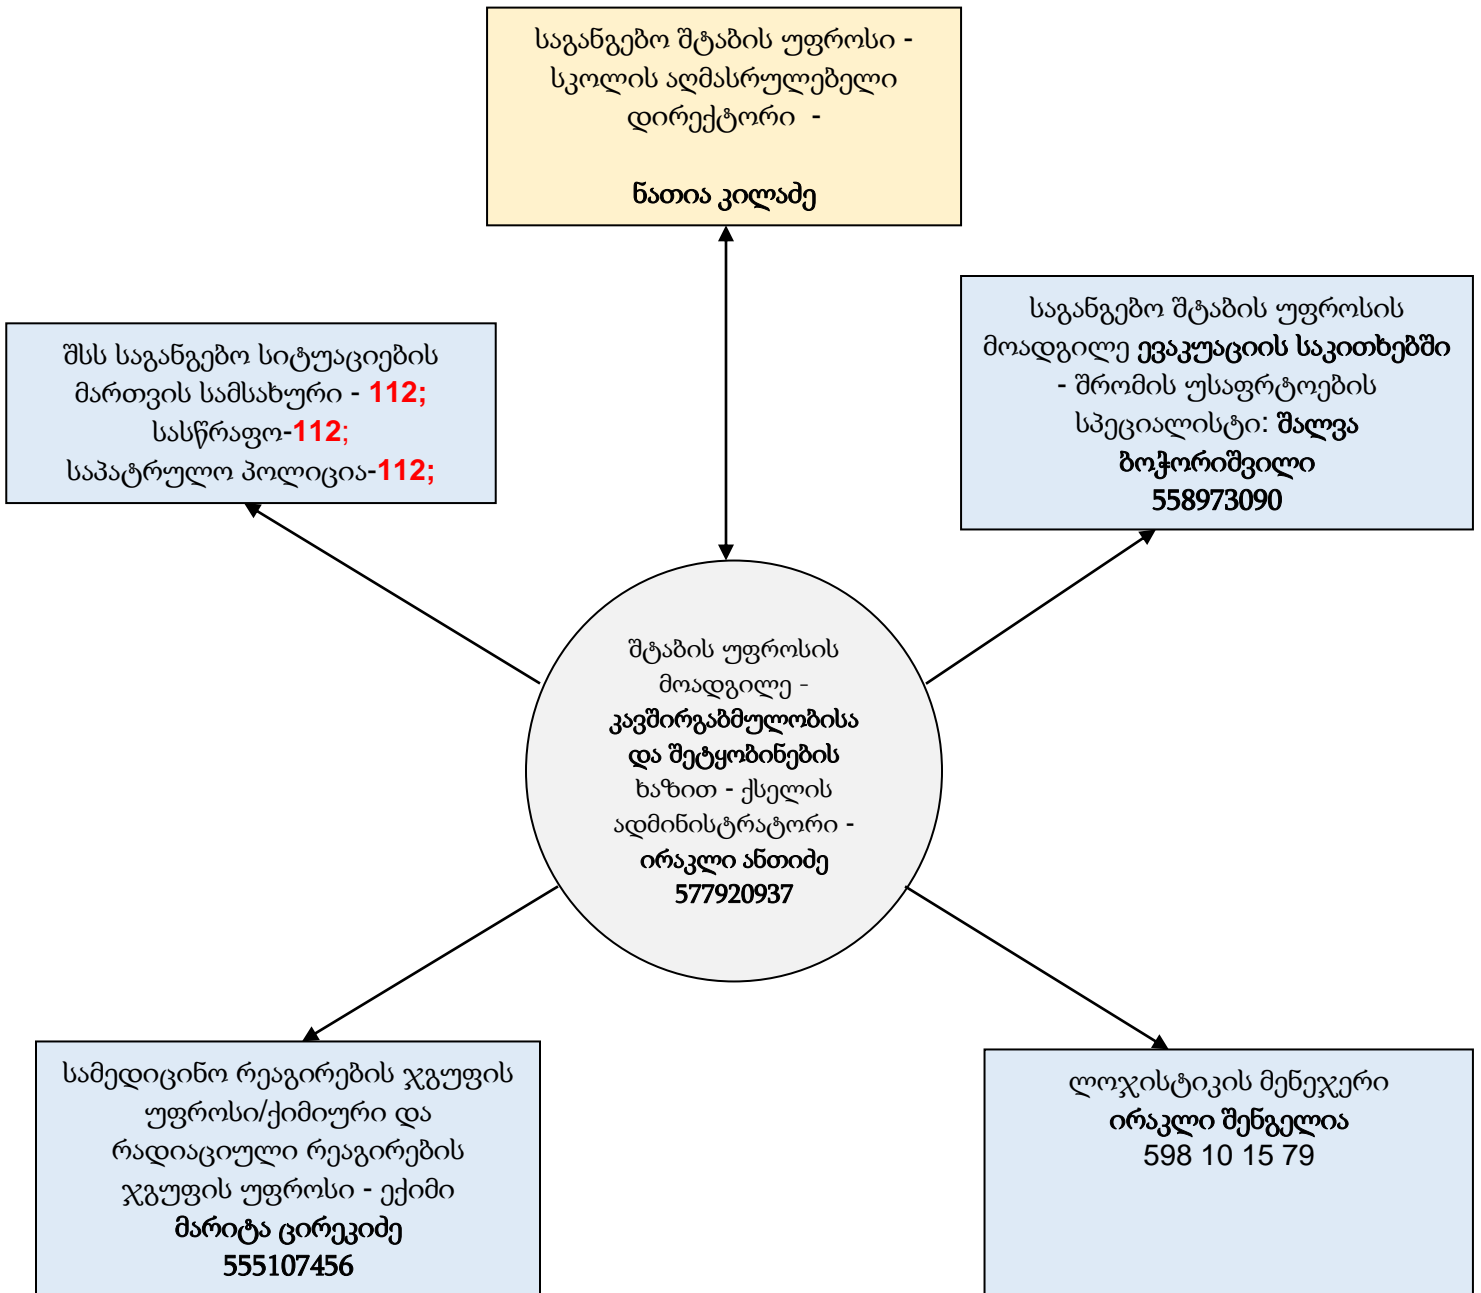 საგანგებო შტაბის უფროსი -
სკოლის აღმასრულებელი
დირექტორი -
ნათია კილაძე
საგანგებო შტაბის უფროსის
მოადგილე ევაკუაციის საკითხებში
- შრომის უსაფრტოების
სპეციალისტი: შალვა
ბოჭორიშვილი
558973090
შსს საგანგებო სიტუაციების
მართვის სამსახური - 112;
სასწრაფო-112;
საპატრულო პოლიცია-112;
შტაბის უფროსის
მოადგილე -
კავშირგაბმულობისა
და შეტყობინების
ხაზით - ქსელის
ადმინისტრატორი -
ირაკლი ანთიძე
577920937
სამედიცინო რეაგირების ჯგუფის
უფროსი/ქიმიური და
რადიაციული რეაგირების
ჯგუფის უფროსი - ექიმი
მარიტა ცირეკიძე
555107456
ლოჯისტიკის მენეჯერი
ირაკლი შენგელია
598 10 15 79